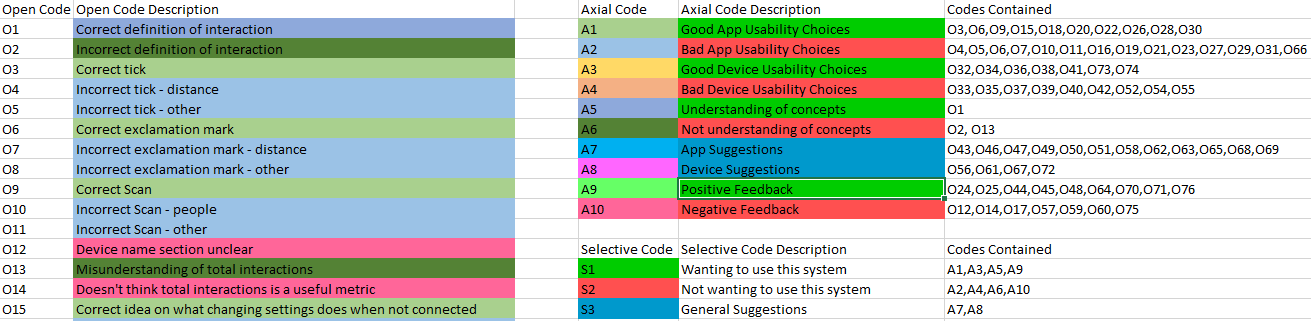 Open Code Open Code Description Axial Code Axial Code Description Codes Contained
O1 Correct definition of interaction A1 Good App Usability Choices O3,O6,O9,O15,O18,O20,O22,O26,O28,O30
O2 Incorrect definition of interaction A2 Bad App Usability Choices O4,O5,O6,O7,O10,O11,O16,O19,O21,O23,O27,O29,O31,O66
O3 Correct tick A3 Good Device Usability Choices O32,O34,O36,O38,O41,O73,O74
O4 Incorrect tick - distance A4 Bad Device Usability Choices O33,O35,O37,O39,O40,O42,O52,O54,O55
O5 Incorrect tick - other A5 Understanding of concepts O1
O6 Correct exclamation mark A6 Not understanding of concepts O2, O13
O7 Incorrect exclamation mark - distance A7 App Suggestions O43,O46,O47,O49,O50,O51,O58,O62,O63,O65,O68,O69
O8 Incorrect exclamation mark - other A8 Device Suggestions O56,O61,O67,O72
O9 Correct Scan A9 Positive Feedback O24,O25,O44,O45,O48,O64,O70,O71,O76
O10 Incorrect Scan - people A10 Negative Feedback O12,O14,O17,O57,O59,O60,O75
O11 Incorrect Scan - other
O12 Device name section unclear Selective Code Selective Code Description Codes Contained
O13 Misunderstanding of total interactions S1 Wanting to use this system A1,A3,A5,A9
O14 Doesn't think total interactions is a useful metric S2 Not wanting to use this system A2,A4,A6,A10
O15 Correct idea on what changing settings does when not connected S3 General Suggestions A7,A8